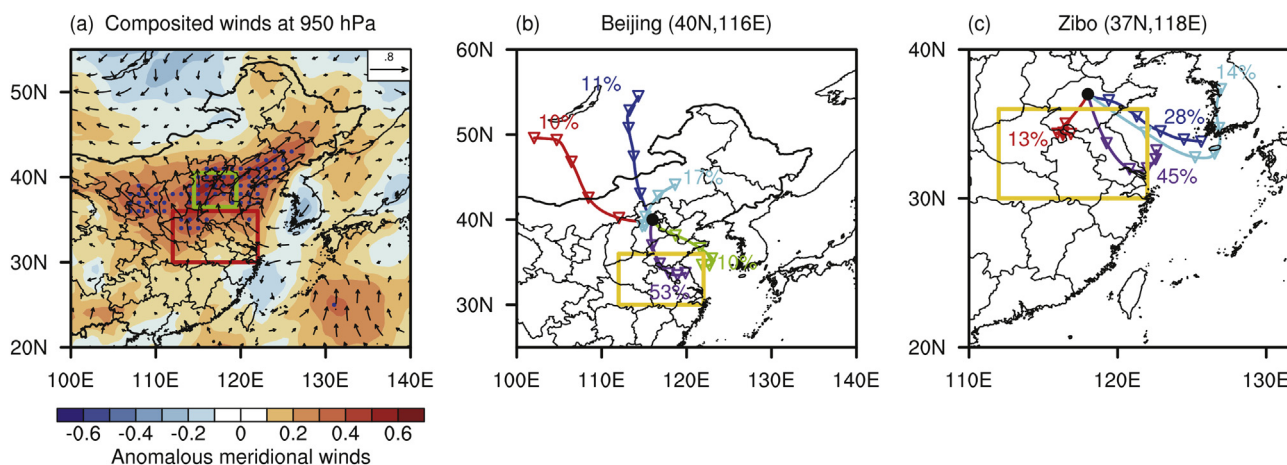 (a) Composited winds at 950 hPa
.8
50N
40N
30N
20N
100E 110E 120E 130E 140E
-0.6 -0.4 -0.2 0 0.2 0.4 0.6
Anomalous meridional winds
(b) Beijing (40N,116E)
60N
50N
40N
30N
11%
10%
17%
10%
53%
100E 110E 120E 130E 140E
(c) Zibo (37N,118E)
40N
30N
20N
14%
28%
13%
45%
110E 120E 130E